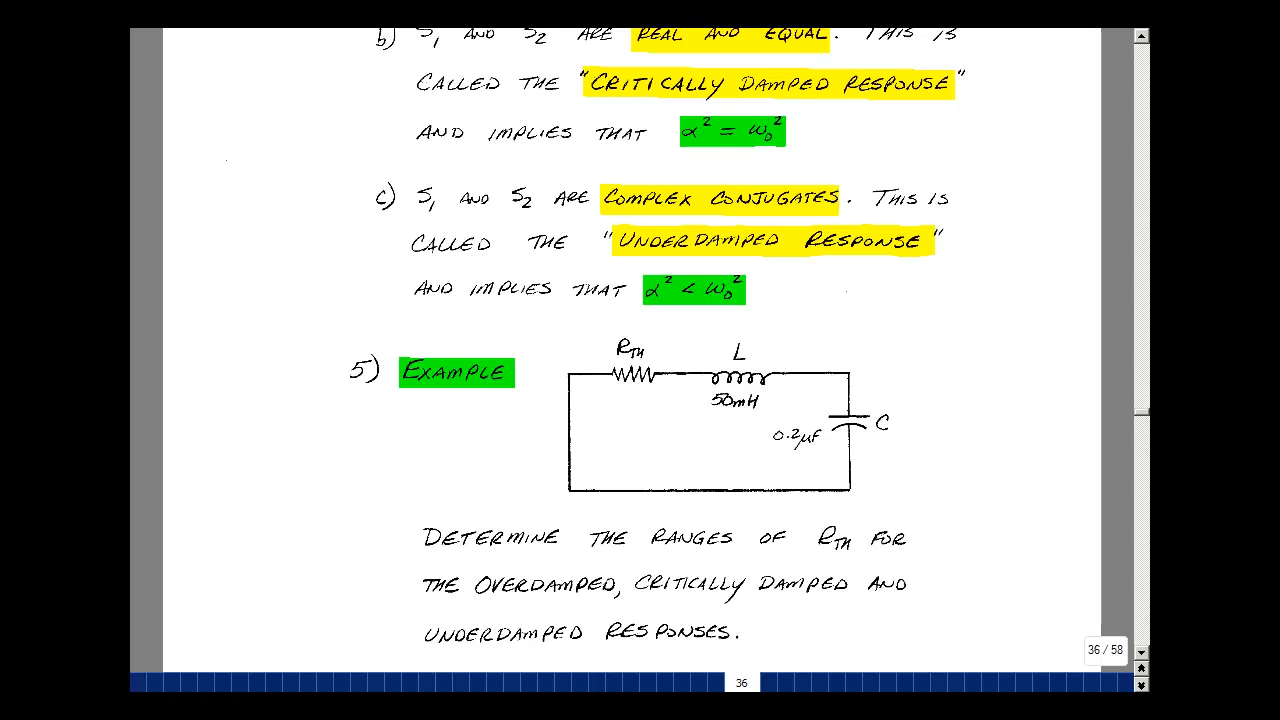 b) S1 AND S2 ARE REAL AND EQUAL. THIS IS
CALLED THE "CRITICALLY DAMPED RESPONSE"
AND IMPLIES THAT α² = ω₀²
c) S1 AND S2 ARE COMPLEX CONJUGATES. THIS IS
CALLED THE "UNDERDAMPED RESPONSE"
AND IMPLIES THAT α² < ω₀²
RTH
L
5) EXAMPLE
50mH
0.2μF
C
DETERMINE THE RANGES OF RTH FOR
THE OVERDAMPED, CRITICALLY DAMPED AND
UNDERDAMPED RESPONSES.
36 / 58
36